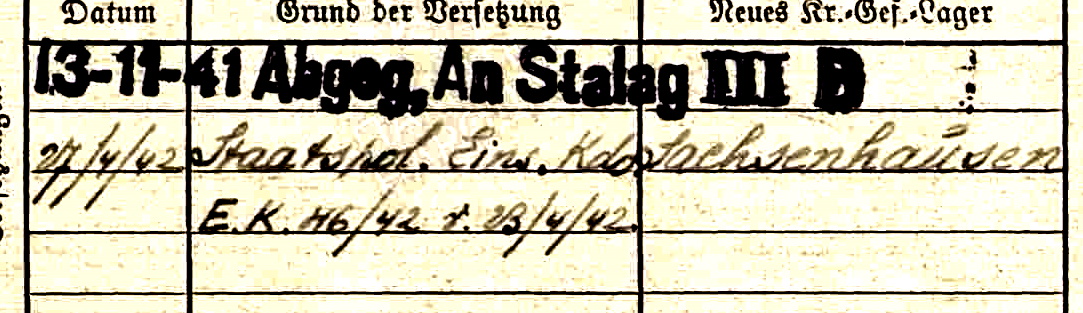 Datum Grund der Versetzung Neues Kr.-Gef.-Lager
13-11-41 Abgeg. An Stalag III B
27/4/42 Staatspol. Eins. Kdo Sachsenhausen
E.K. 46/42 v. 23/4/42.